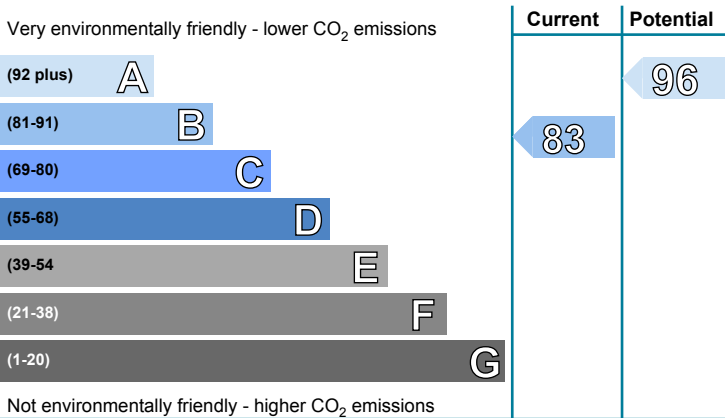 Very environmentally friendly - lower CO2 emissions
Current
Potential
(92 plus) A
96
(81-91) B
83
(69-80) C
(55-68) D
(39-54 E
(21-38) F
(1-20) G
Not environmentally friendly - higher CO2 emissions